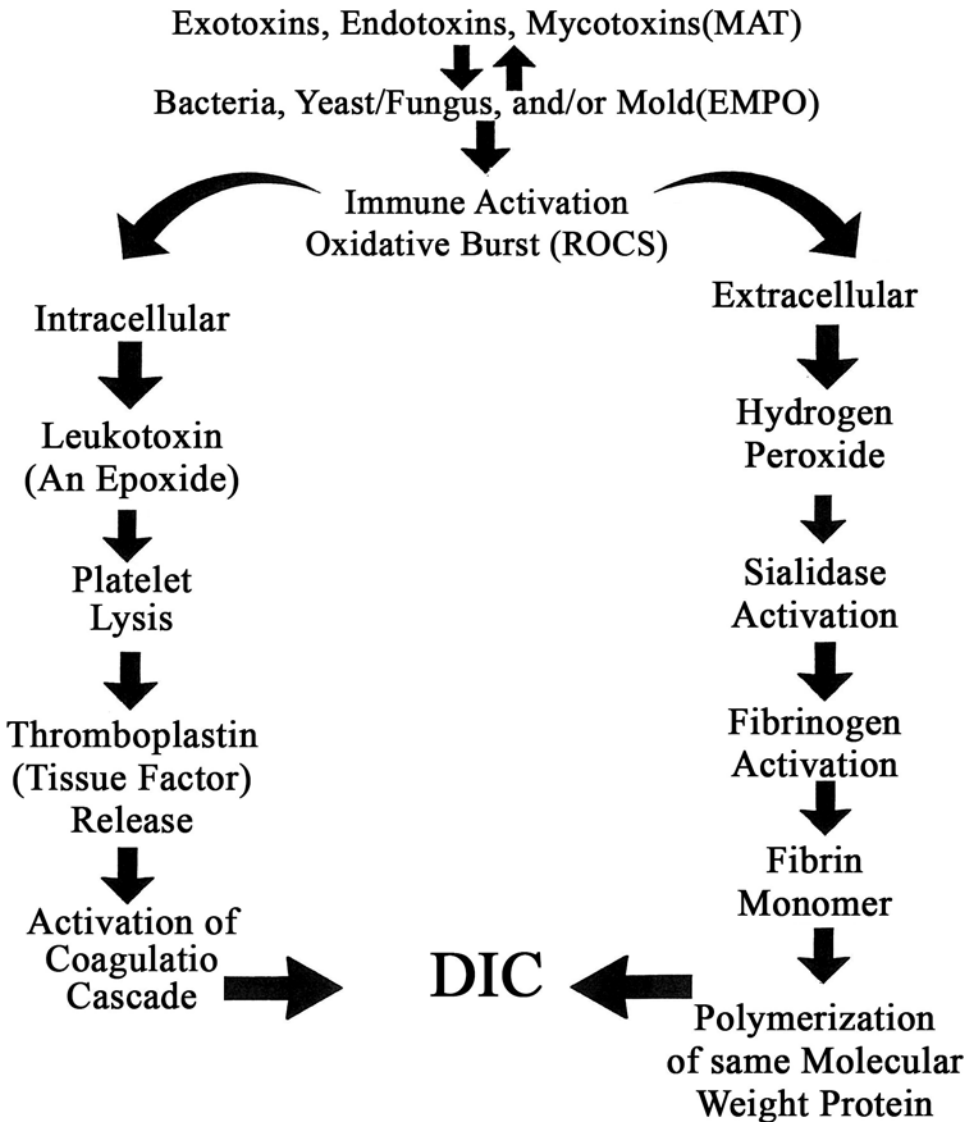 Exotoxins, Endotoxins, Mycotoxins(MAT)
Bacteria, Yeast/Fungus, and/or Mold(EMPO)
Immune Activation
Oxidative Burst (ROCS)
Intracellular
Leukotoxin
(An Epoxide)
Platelet
Lysis
Thromboplastin
(Tissue Factor)
Release
Activation of
Coagulatio
Cascade
Extracellular
Hydrogen
Peroxide
Sialidase
Activation
Fibrinogen
Activation
Fibrin
Monomer
Polymerization
of same Molecular
Weight Protein
DIC